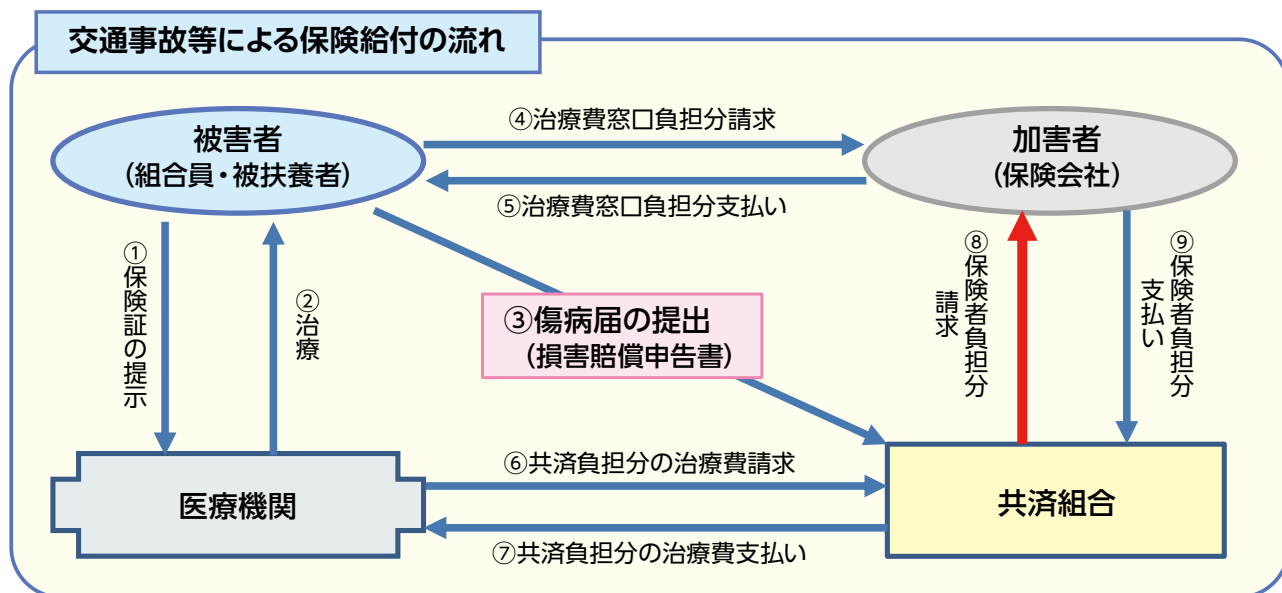 交通事故等による保険給付の流れ
被害者
（組合員・被扶養者）
④治療費窓口負担分請求
加害者
（保険会社）
⑤治療費窓口負担分支払い
①保険証の提示
②治療
③傷病届の提出
（損害賠償申告書）
⑧保険者負担分
請求
⑨保険者負担分
支払い
医療機関
⑥共済負担分の治療費請求
共済組合
⑦共済負担分の治療費支払い